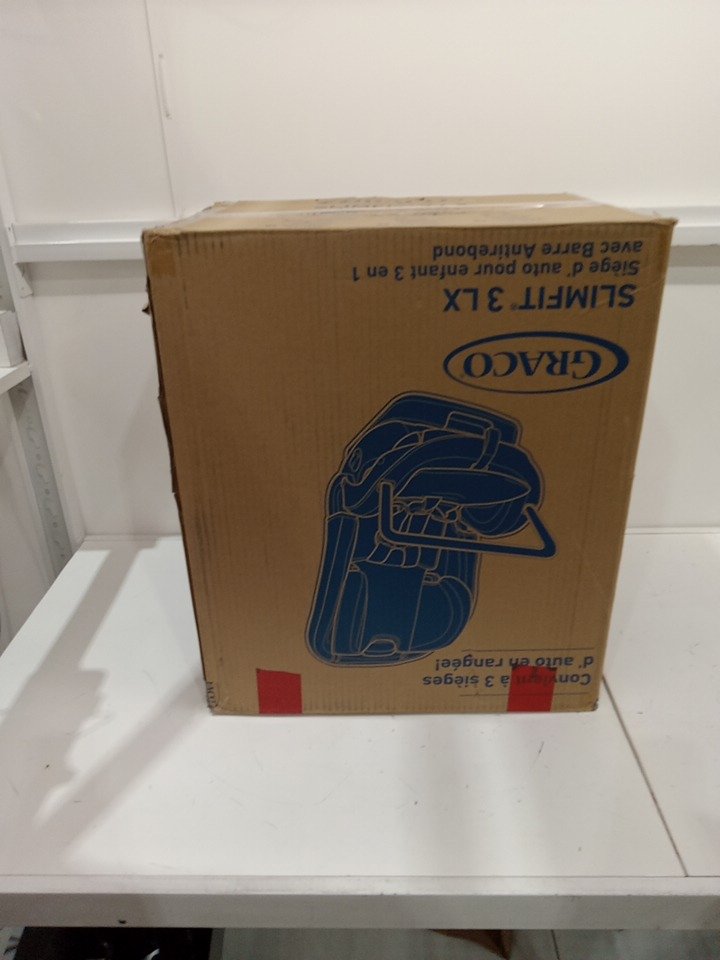 Convient à 3 sièges
d' auto en rangée!
GRACO
SLIMFIT® 3 LX
Siège d' auto pour enfant 3 en 1
avec Barre Antirebond